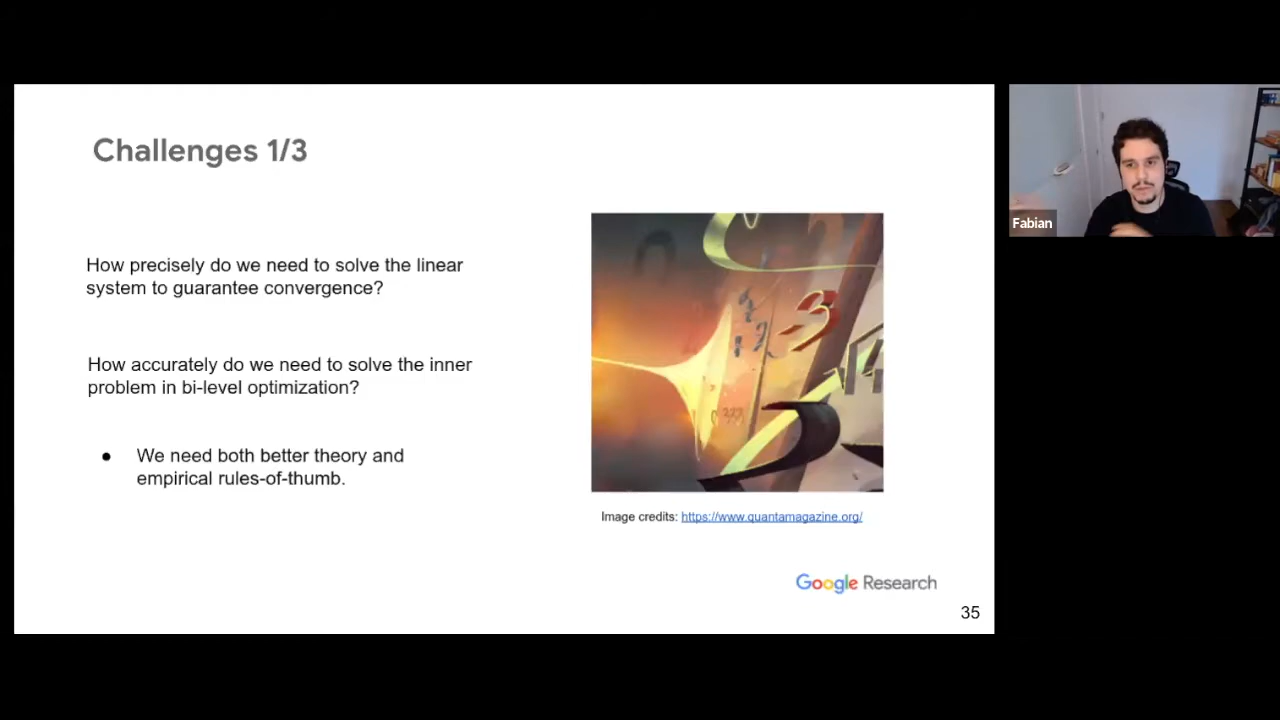 Challenges 1/3
How precisely do we need to solve the linear
system to guarantee convergence?
How accurately do we need to solve the inner
problem in bi-level optimization?
● We need both better theory and
empirical rules-of-thumb.
Image credits: https://www.quantamagazine.org/
Google Research
35
Fabian